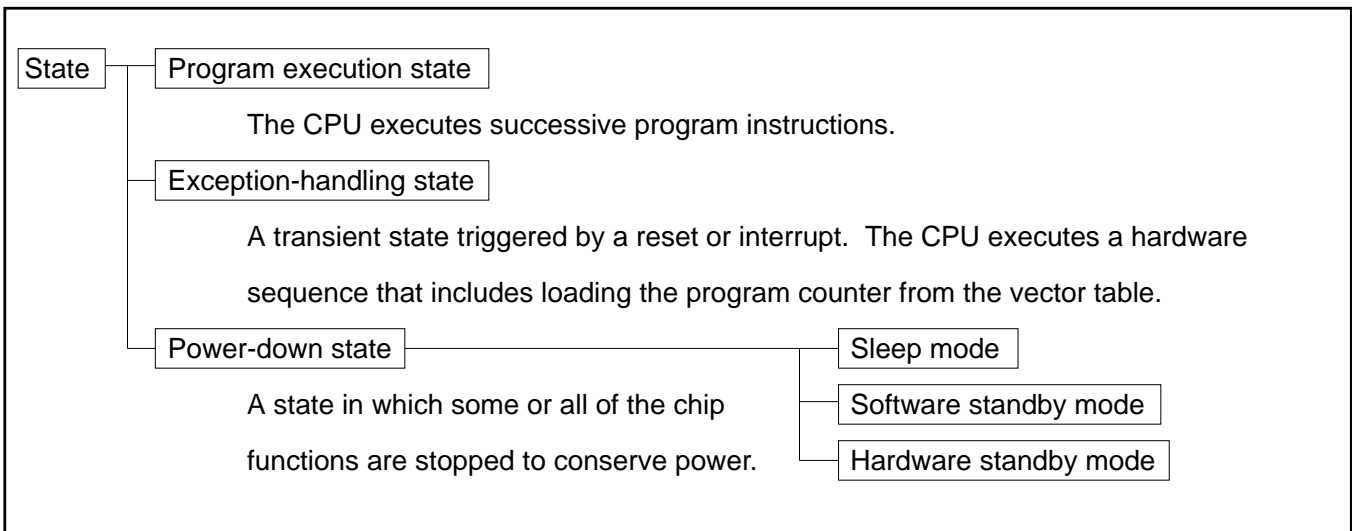 State
Program execution state
The CPU executes successive program instructions.
Exception-handling state
A transient state triggered by a reset or interrupt.  The CPU executes a hardware
sequence that includes loading the program counter from the vector table.
Power-down state
Sleep mode
A state in which some or all of the chip
functions are stopped to conserve power.
Software standby mode
Hardware standby mode